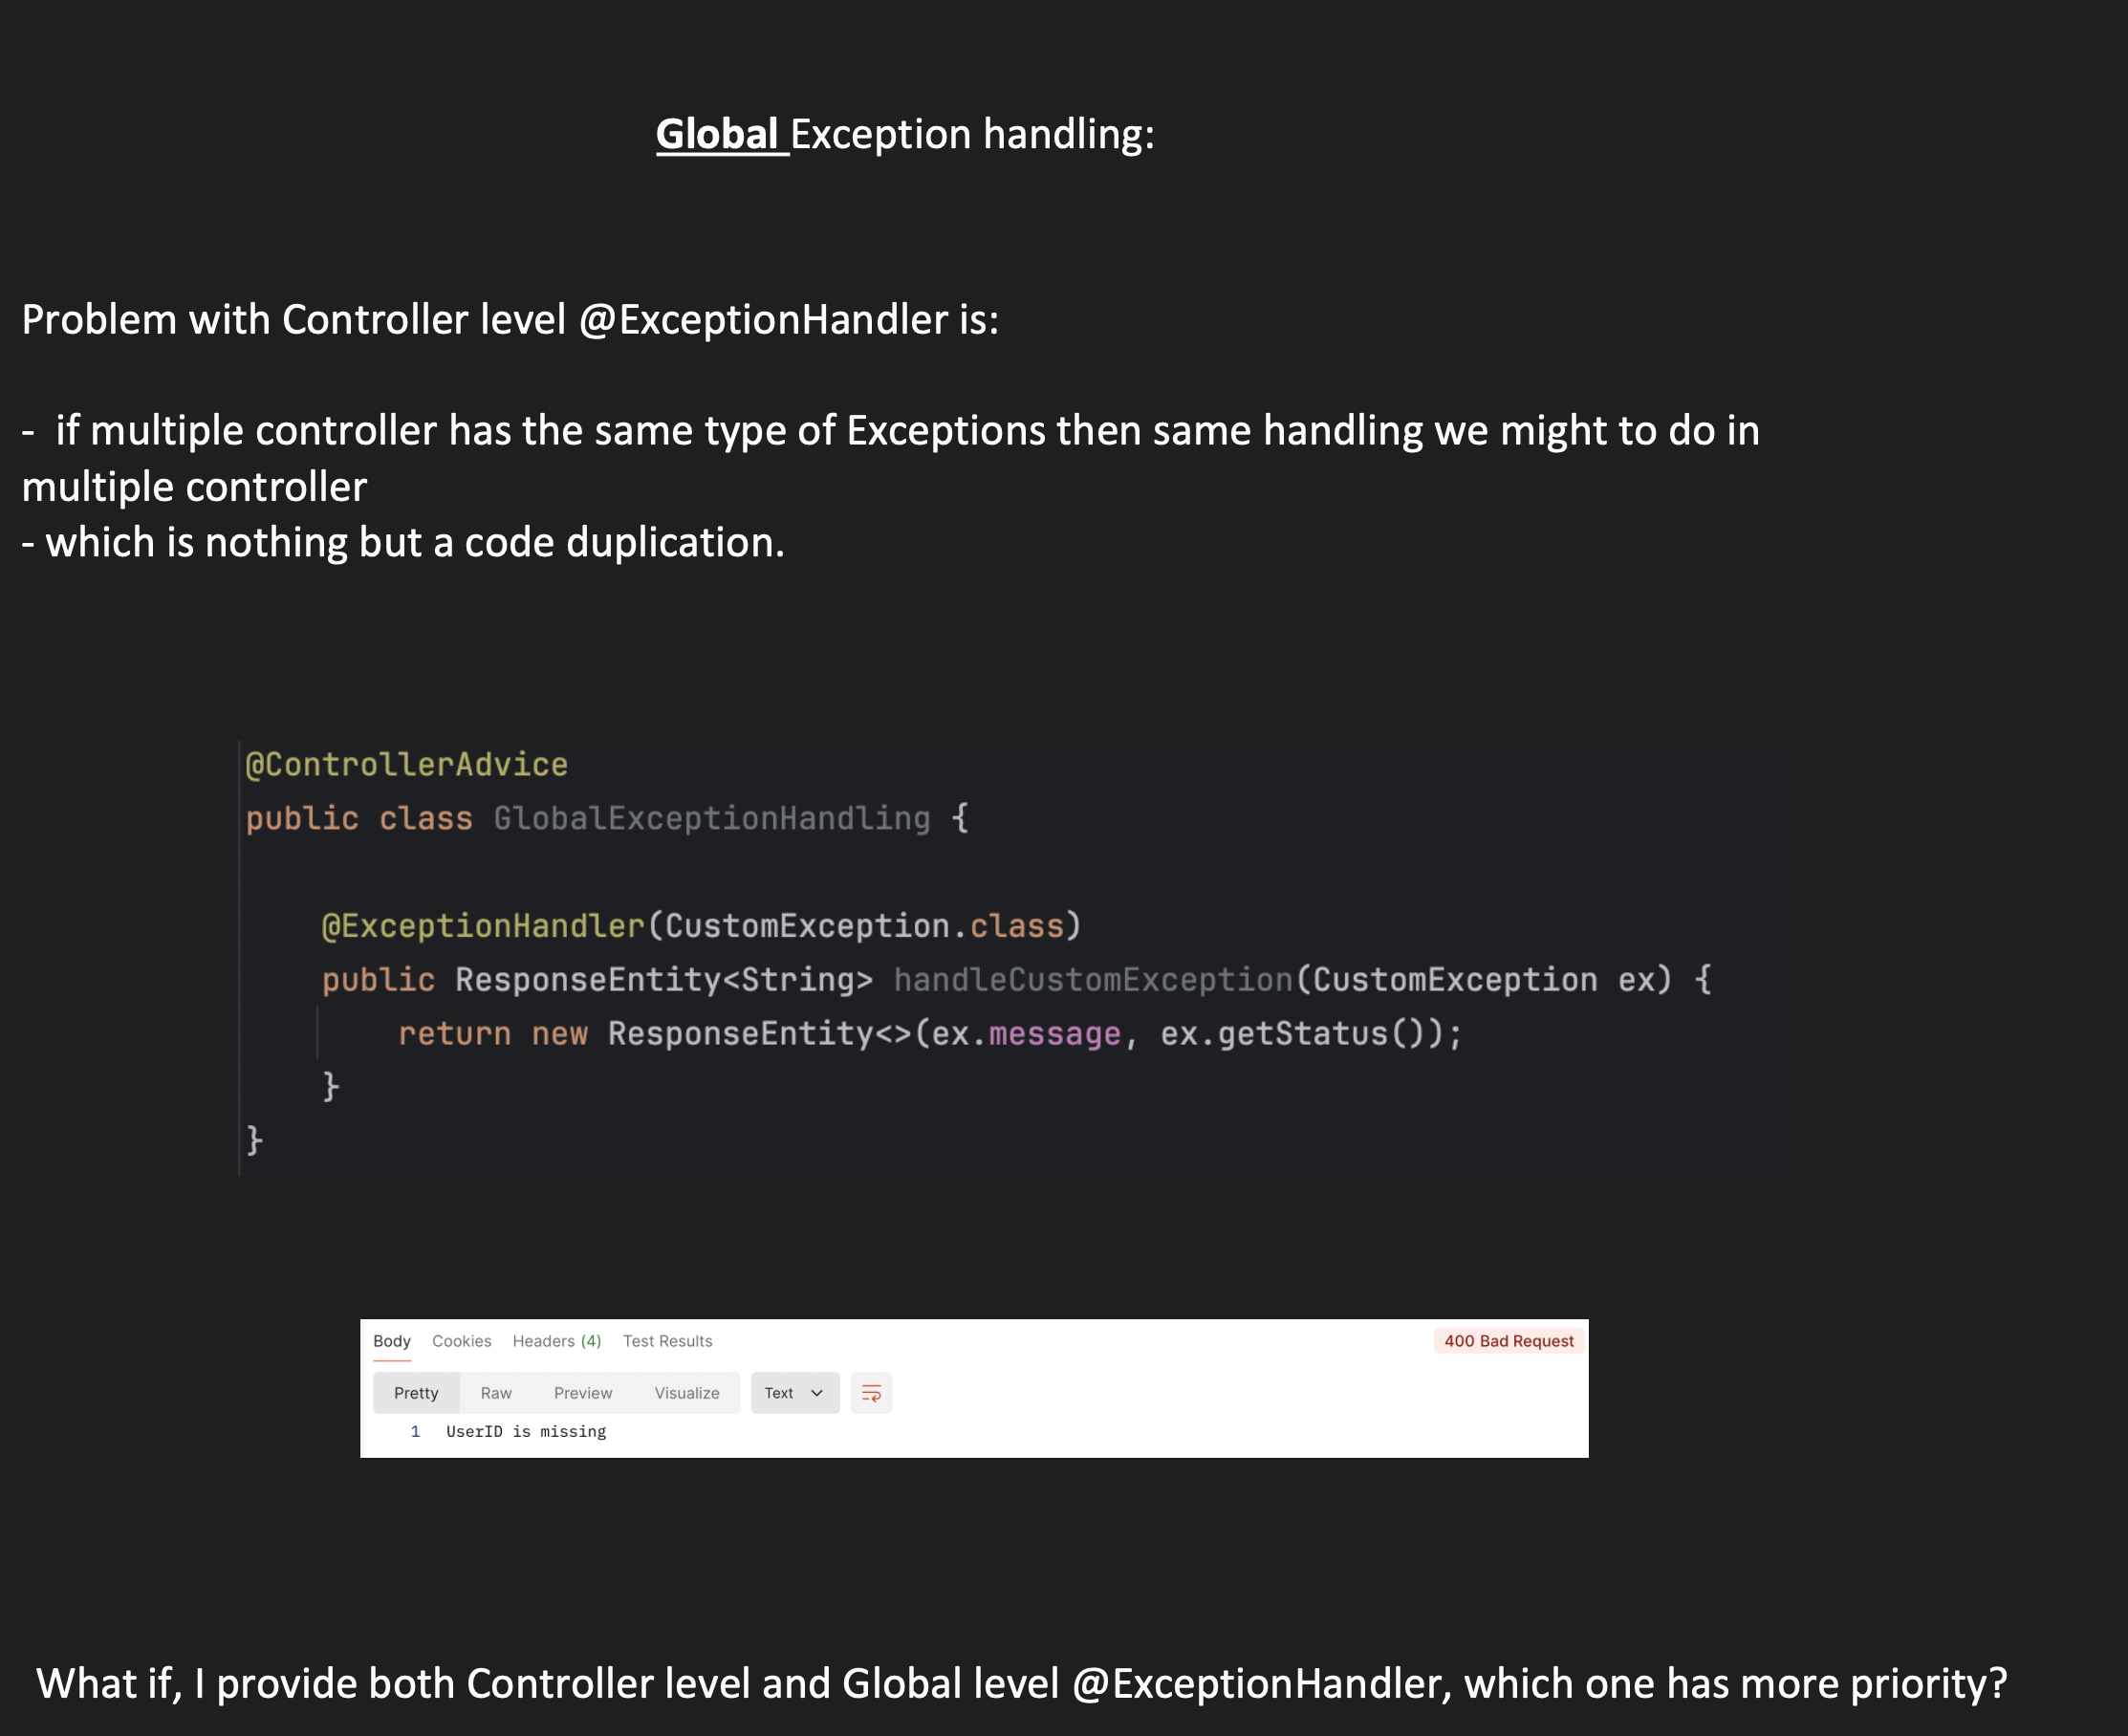 Global Exception handling:
Problem with Controller level @ExceptionHandler is:
-  if multiple controller has the same type of Exceptions then same handling we might to do in
multiple controller
- which is nothing but a code duplication.
@ControllerAdvice
public class GlobalExceptionHandling {
@ExceptionHandler(CustomException.class)
public ResponseEntity<String> handleCustomException(CustomException ex) {
return new ResponseEntity<>(ex.message, ex.getStatus());
}
}
Body Cookies Headers (4) Test Results 400 Bad Request
Pretty Raw Preview Visualize Text
1 UserID is missing
What if, I provide both Controller level and Global level @ExceptionHandler, which one has more priority?